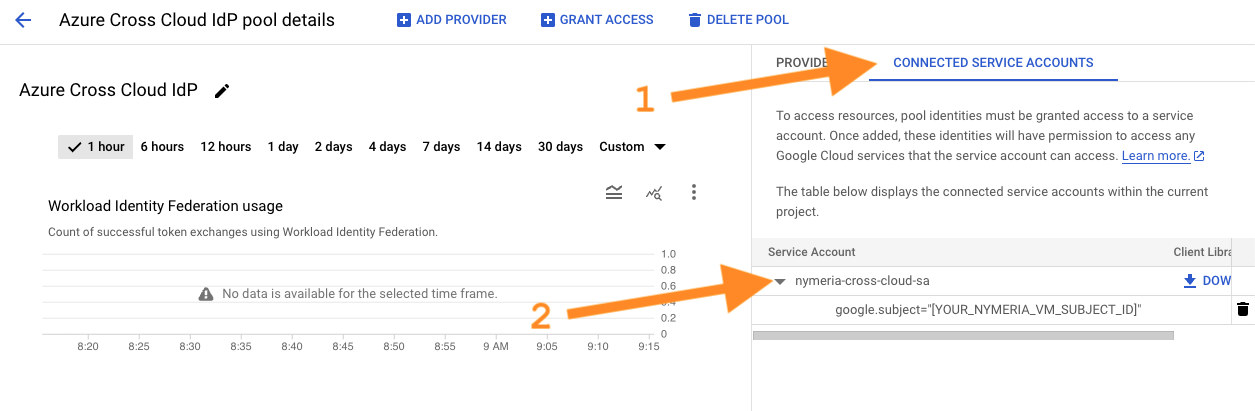 Azure Cross Cloud IdP pool details
ADD PROVIDER
GRANT ACCESS
DELETE POOL
Azure Cross Cloud IdP
1 hour 6 hours 12 hours 1 day 2 days 4 days 7 days 14 days 30 days Custom
Workload Identity Federation usage
Count of successful token exchanges using Workload Identity Federation.
1.0
0.8
0.6
0.2
0
No data is available for the selected time frame.
8:20 8:25 8:30 8:35 8:40 8:45 8:50 8:55 9 AM 9:05 9:10 9:15
1
2
PROVIDE
CONNECTED SERVICE ACCOUNTS
To access resources, pool identities must be granted access to a service
account. Once added, these identities will have permission to access any
Google Cloud services that the service account can access. Learn more.
The table below displays the connected service accounts within the current
project.
Service Account Client Libra
nymeria-cross-cloud-sa DOW
google.subject="[YOUR_NYMERIA_VM_SUBJECT_ID]"